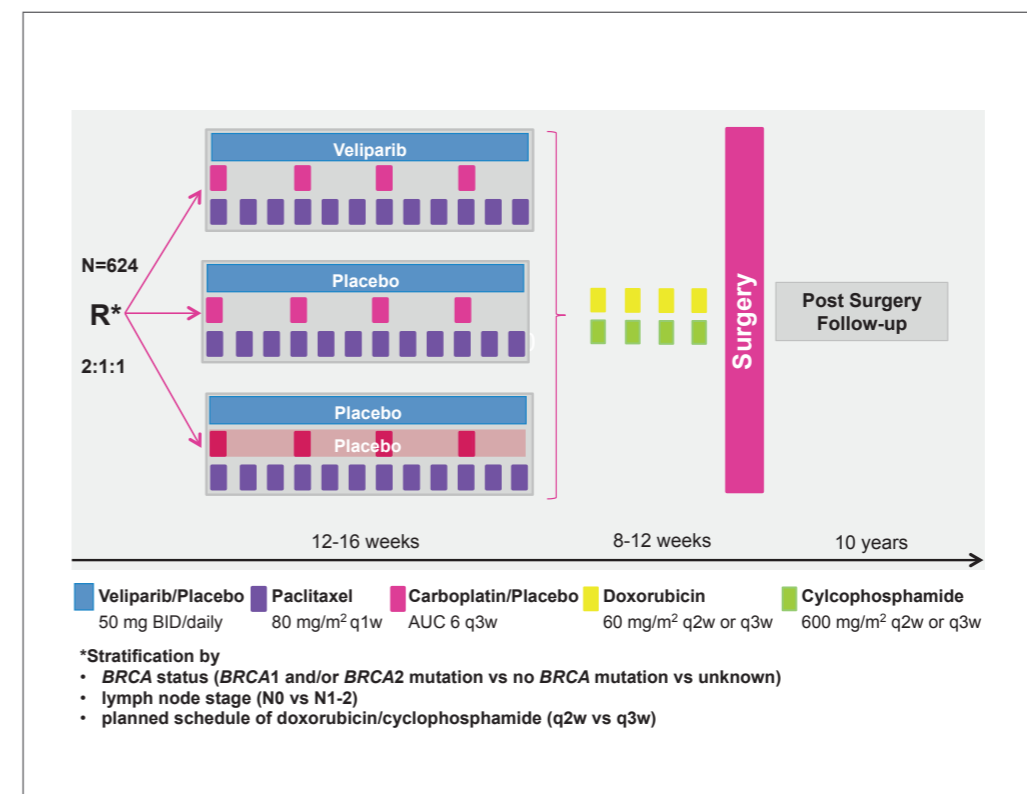 Veliparib
N=624
R*
2:1:1
Placebo
Placebo
Placebo
Surgery
Post Surgery
Follow-up
12-16 weeks
8-12 weeks
10 years
Veliparib/Placebo
50 mg BID/daily
Paclitaxel
80 mg/m² q1w
Carboplatin/Placebo
AUC 6 q3w
Doxorubicin
60 mg/m² q2w or q3w
Cylcophosphamide
600 mg/m² q2w or q3w
*Stratification by
• BRCA status (BRCA1 and/or BRCA2 mutation vs no BRCA mutation vs unknown)
• lymph node stage (N0 vs N1-2)
• planned schedule of doxorubicin/cyclophosphamide (q2w vs q3w)